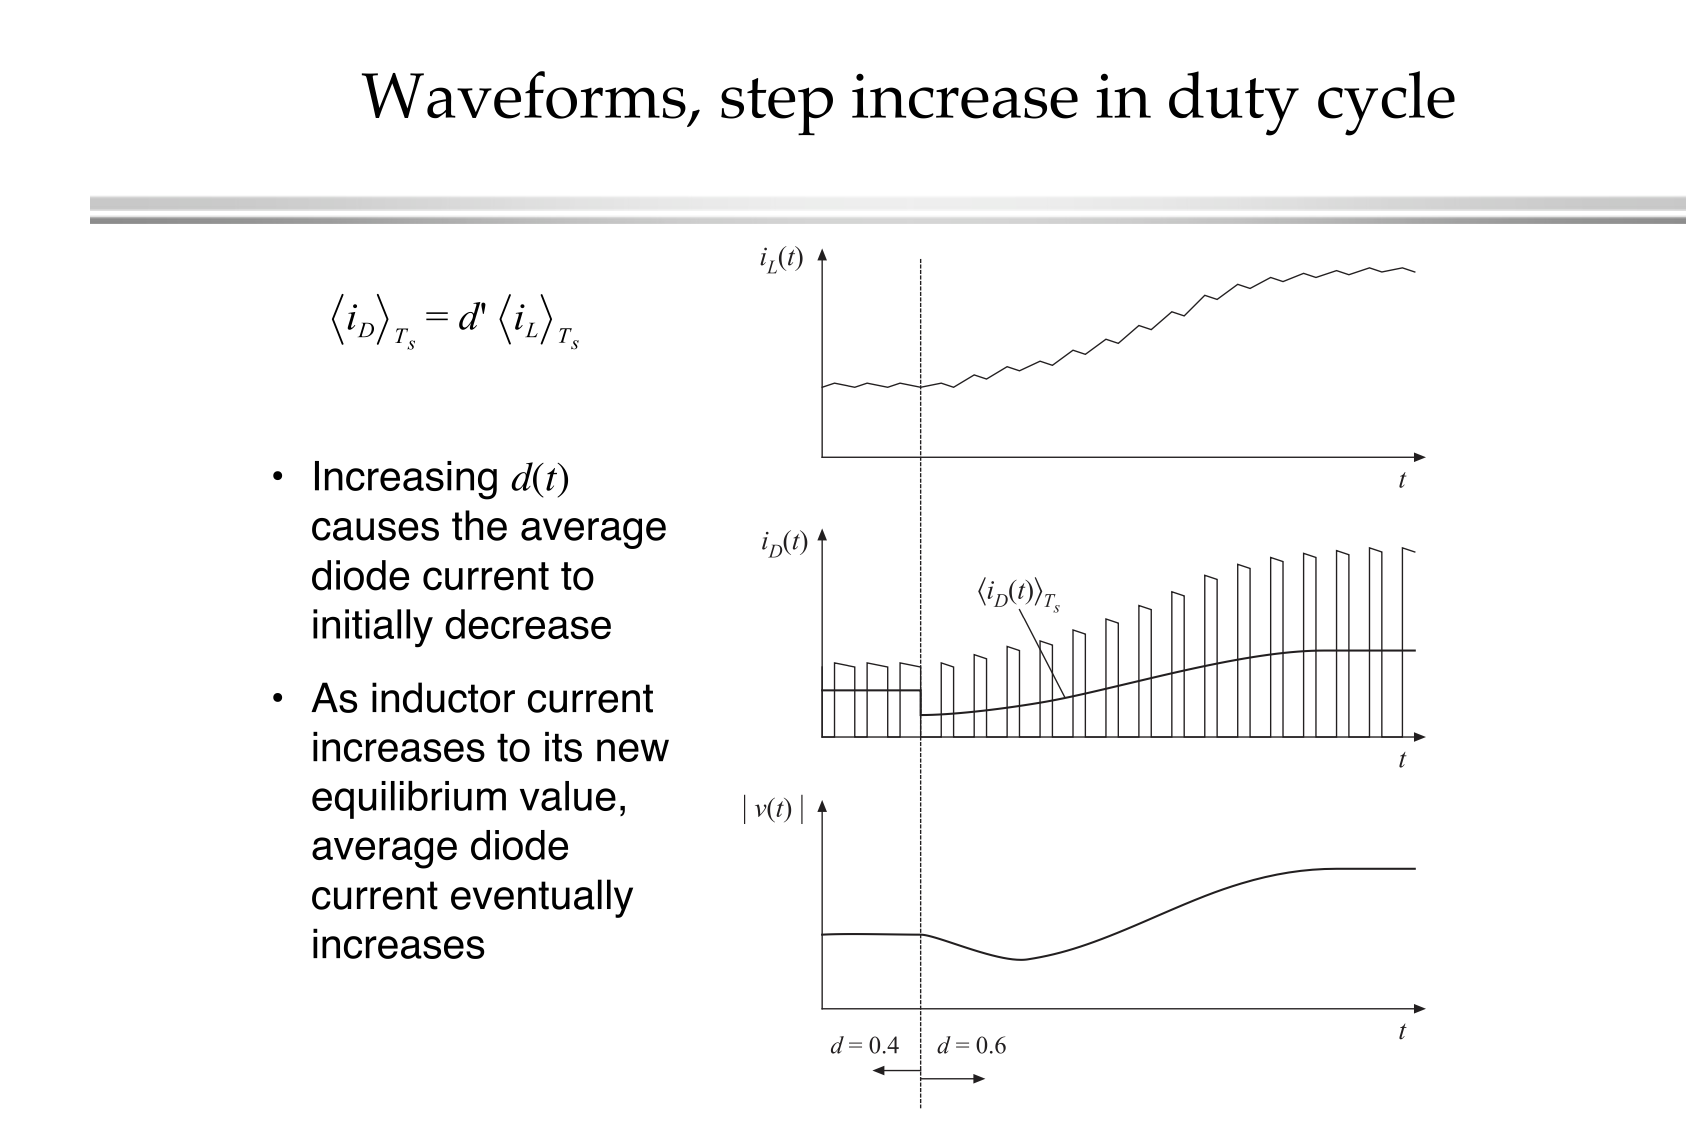 Waveforms, step increase in duty cycle
⟨i_D⟩_{T_s} = d' ⟨i_L⟩_{T_s}
• Increasing d(t)
causes the average
diode current to
initially decrease
• As inductor current
increases to its new
equilibrium value,
average diode
current eventually
increases
i_L(t)
t
i_D(t)
⟨i_D(t)⟩_{T_s}
t
| v(t) |
t
d = 0.4
d = 0.6